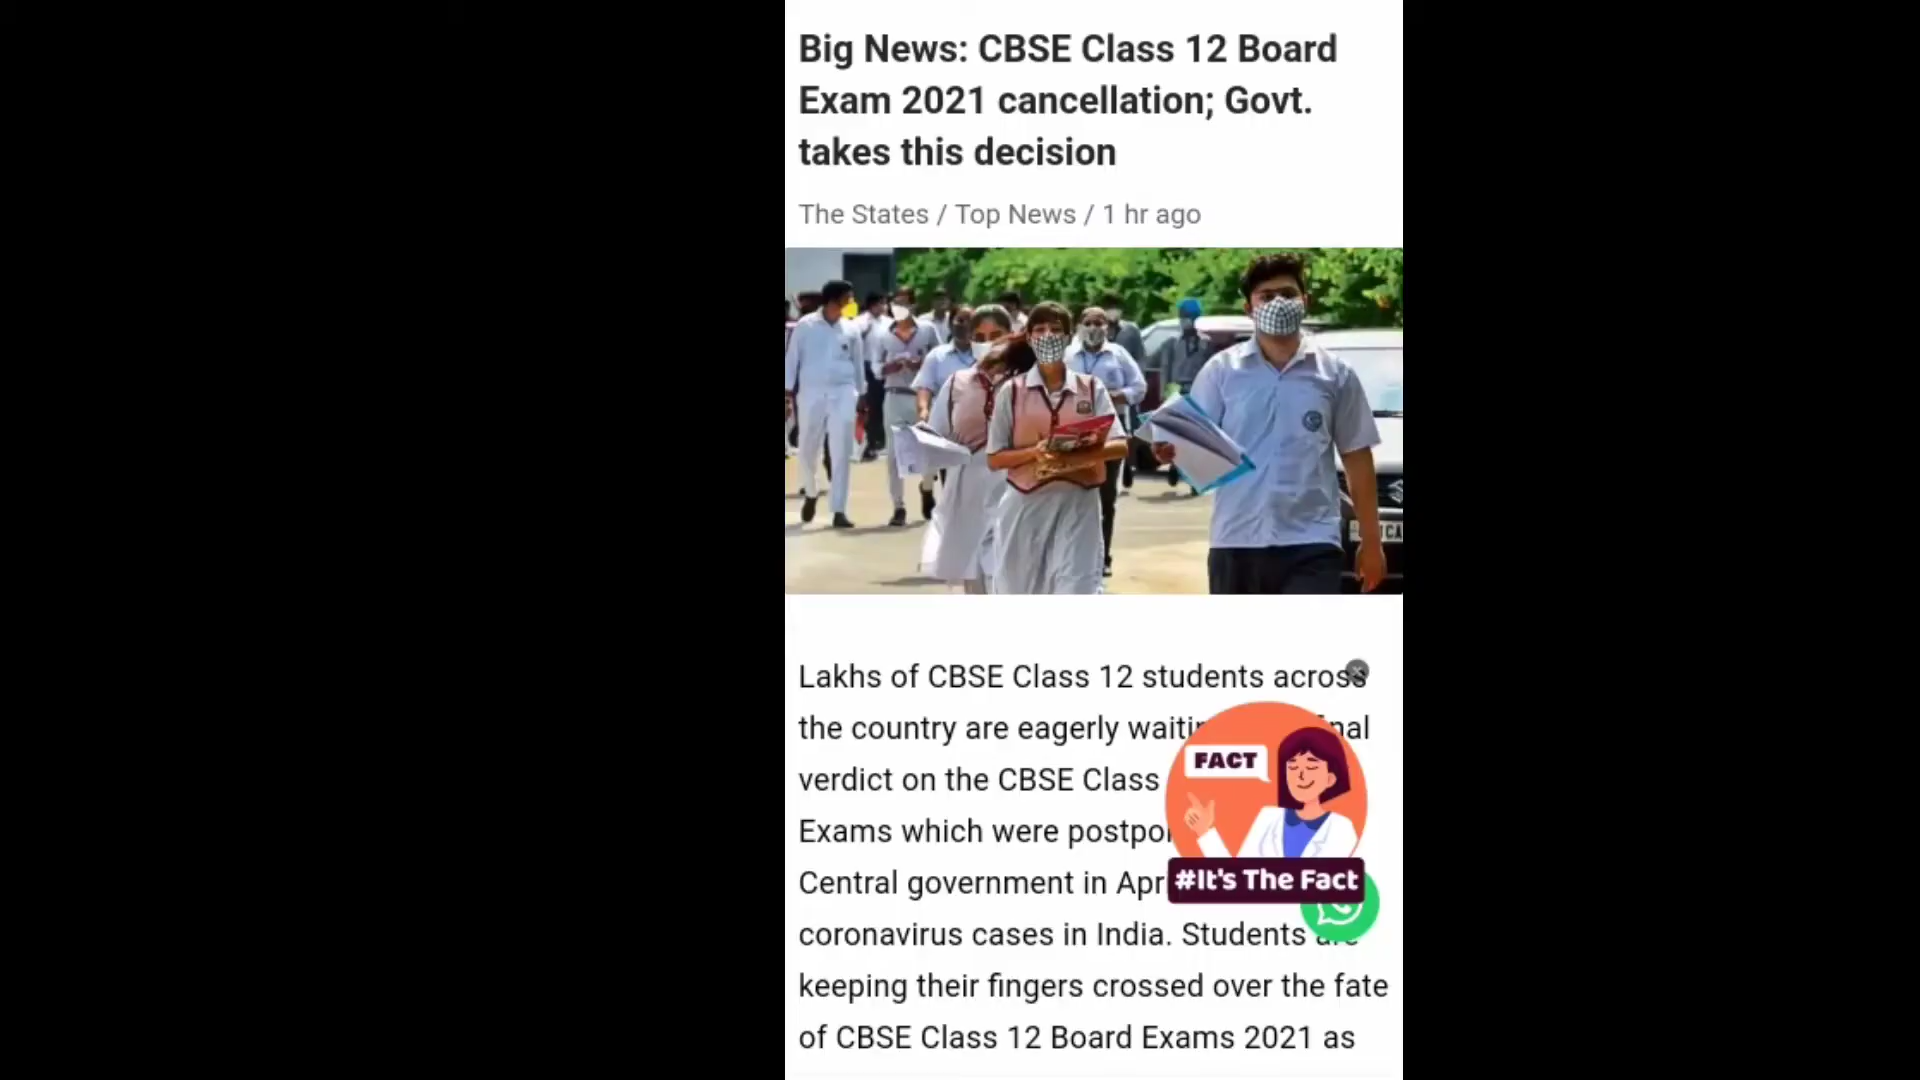 Big News: CBSE Class 12 Board
Exam 2021 cancellation; Govt.
takes this decision
The States / Top News / 1 hr ago
Lakhs of CBSE Class 12 students across
the country are eagerly
verdict on the CBSE Class
Exams which were
Central government in
coronavirus cases in India. Students are
keeping their fingers crossed over the fate
of CBSE Class 12 Board Exams 2021 as
FACT
#It's The Fact